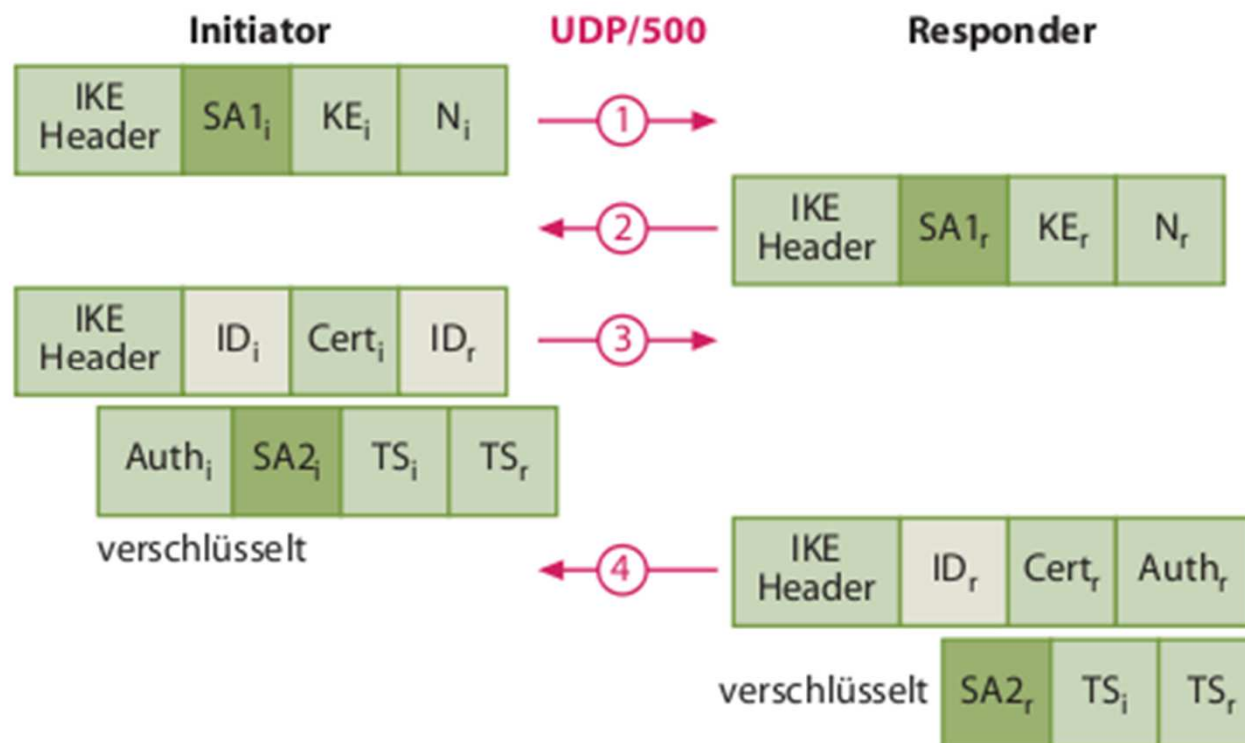 Initiator UDP/500 Responder
IKE Header SA1i KEi Ni
1
2
IKE Header SA1r KEr Nr
IKE Header IDi Certi IDr
3
Authi SA2i TSi TSr
verschlüsselt
4
IKE Header IDr Certr Authr
verschlüsselt SA2r TSi TSr